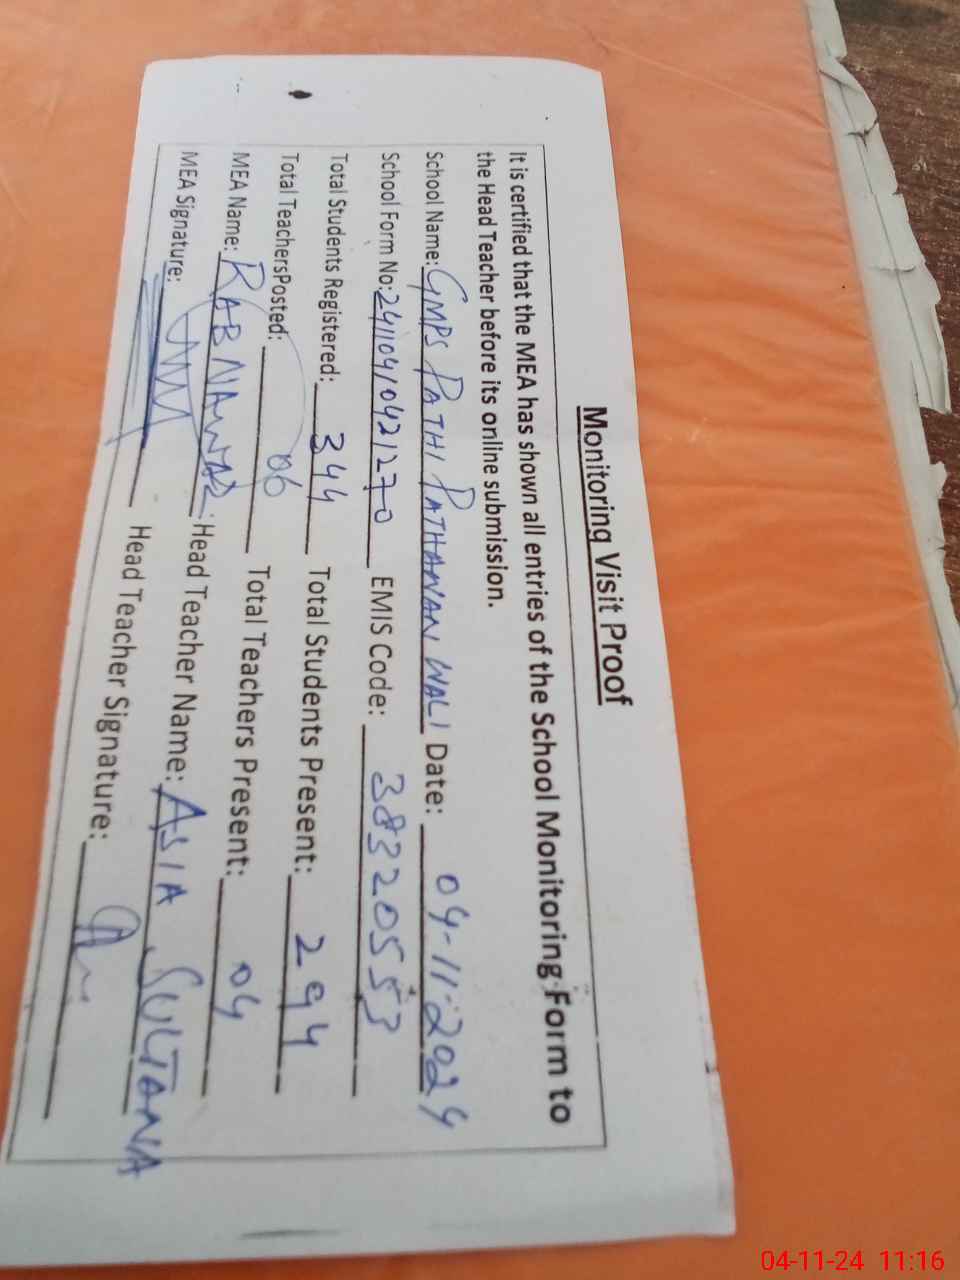 Monitoring Visit Proof
It is certified that the MEA has shown all entries of the School Monitoring Form to
the Head Teacher before its online submission.
School Name: GMPS PATHI PATHANAN WALI Date: 04-11-2024
School Form No: 24110410421270 EMIS Code: 38320553
Total Students Registered: 344 Total Students Present: 294
Total TeachersPosted: 06 Total Teachers Present: 04
MEA Name: RAB NAWAZ Head Teacher Name: ASIA SULTANA
MEA Signature: Head Teacher Signature:
04-11-24 11:16